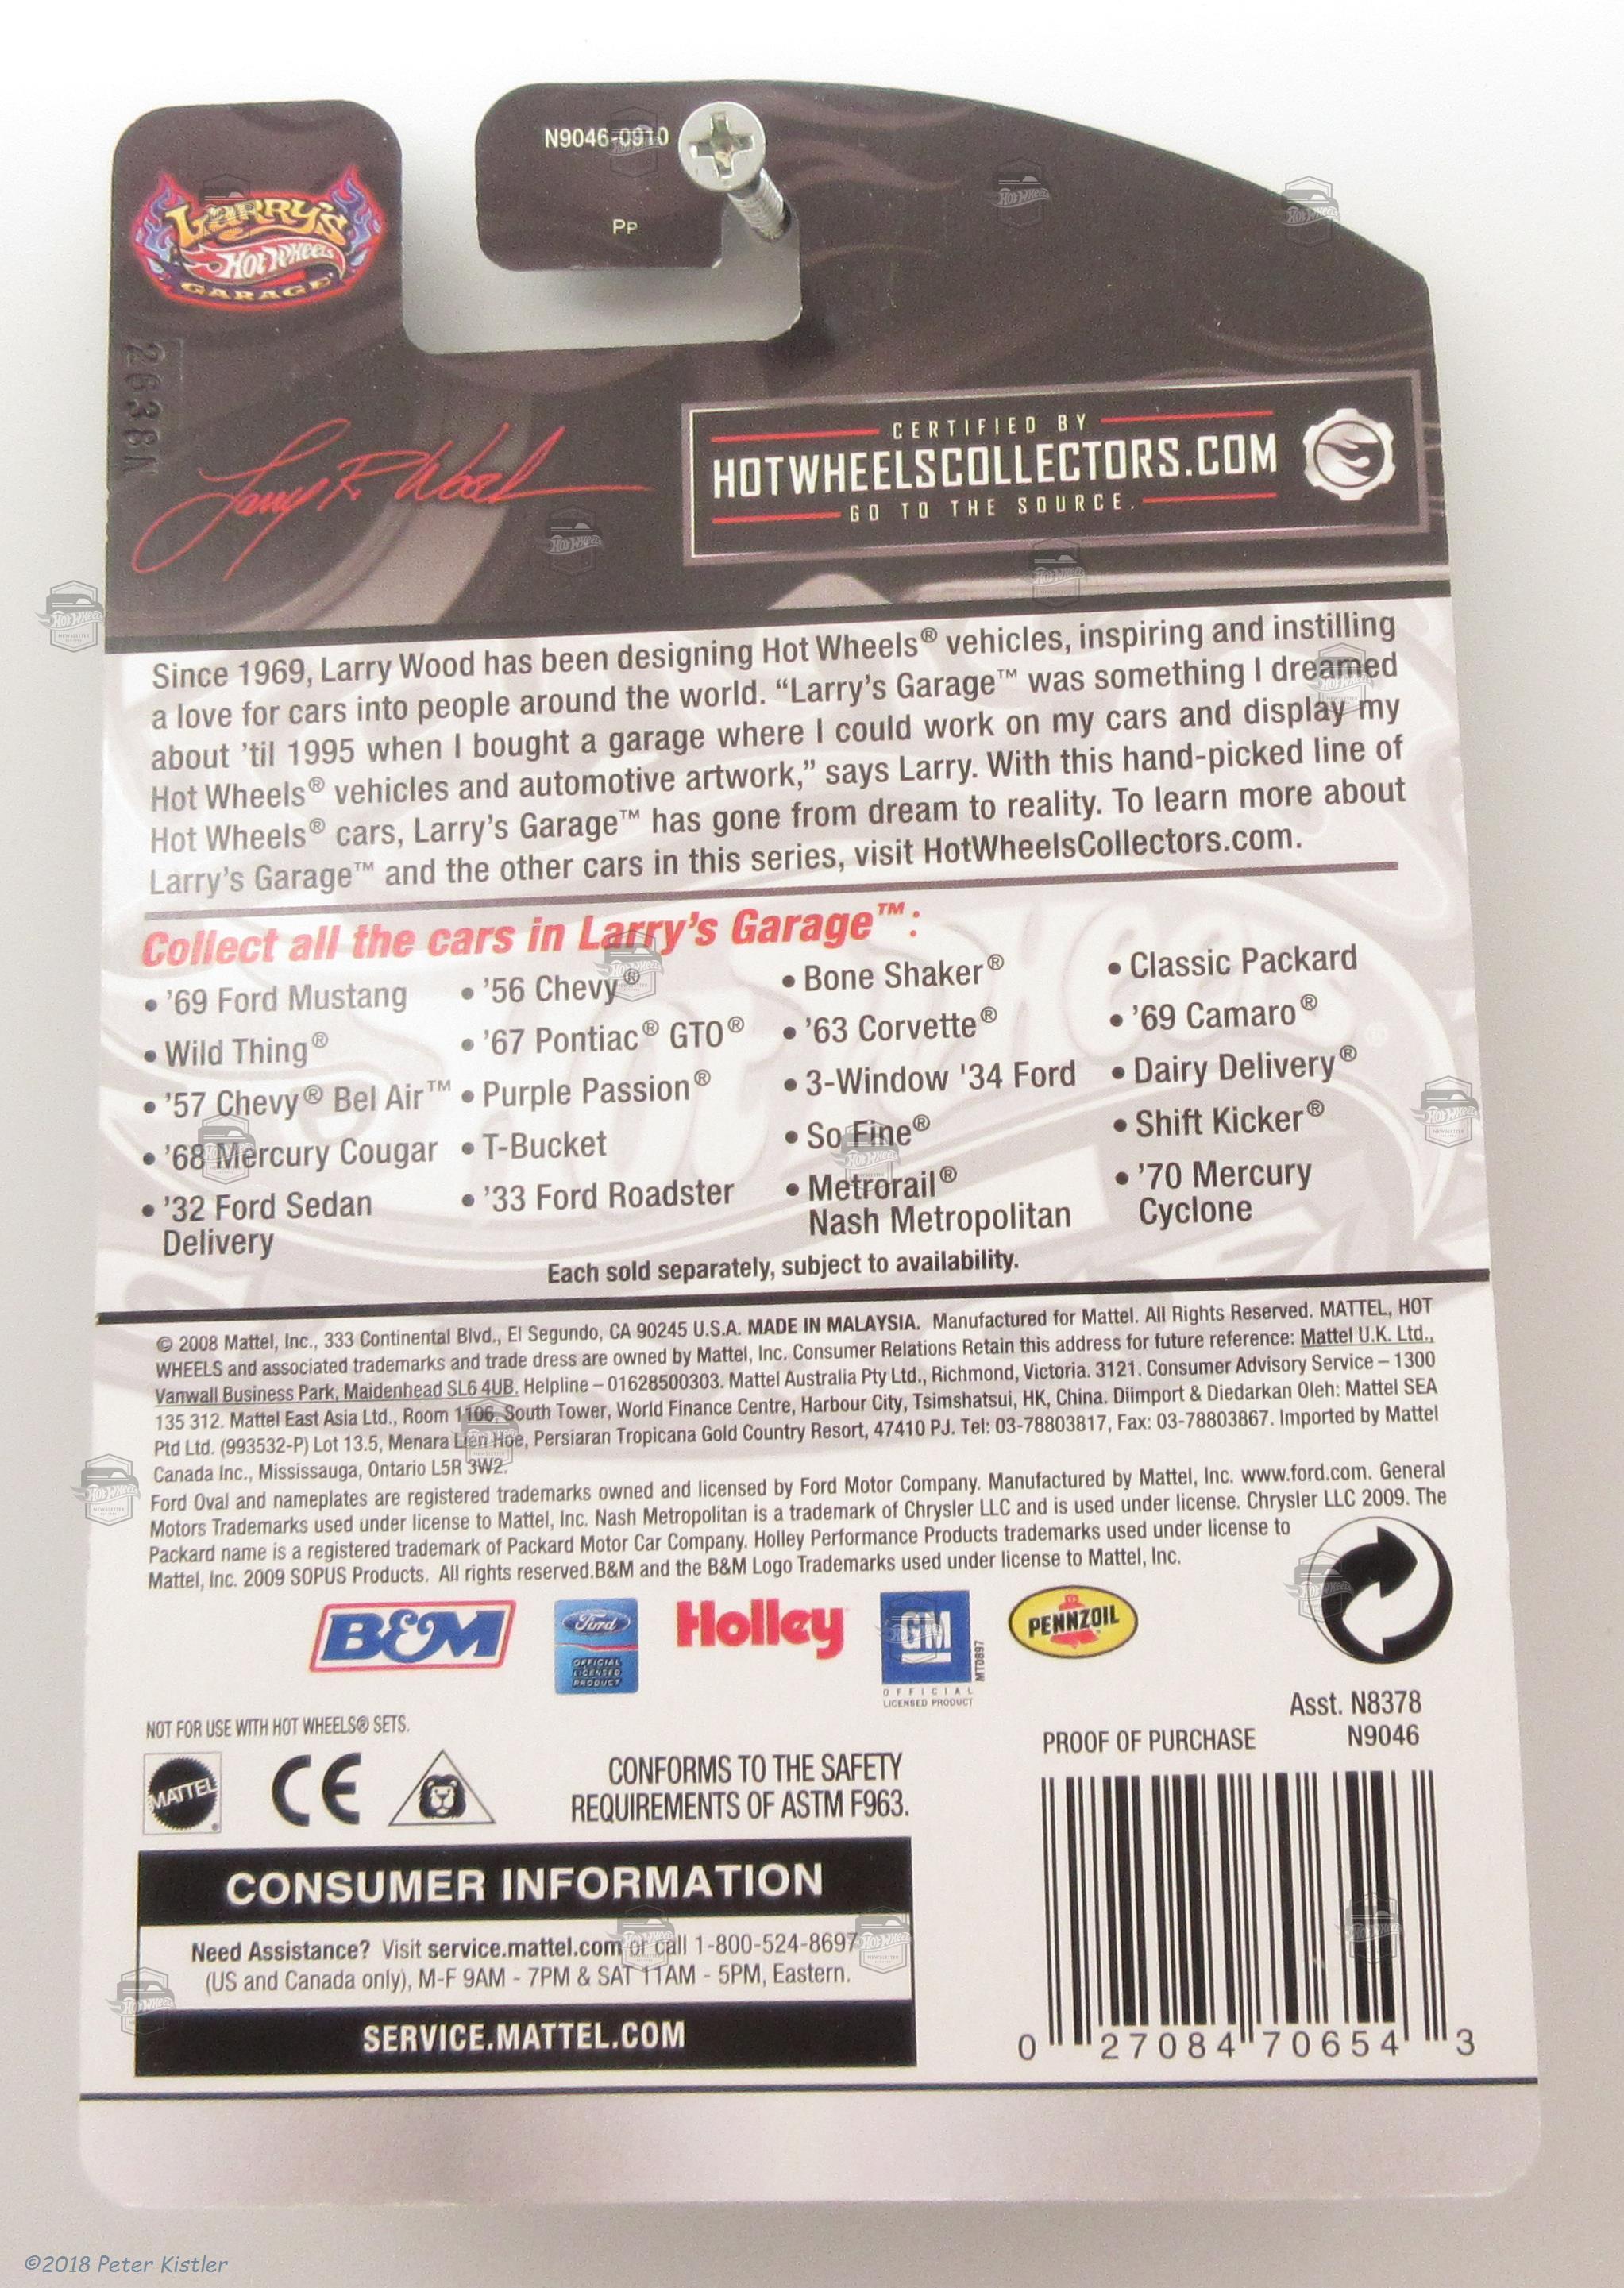 N9046-0910
Pp
LARRY'S
Hot Wheels
GARAGE
2638N
Larry R. Wood
CERTIFIED BY
HOTWHEELSCOLLECTORS.COM
GO TO THE SOURCE.
Since 1969, Larry Wood has been designing Hot Wheels® vehicles, inspiring and instilling
a love for cars into people around the world. “Larry’s Garage™ was something I dreamed
about ’til 1995 when I bought a garage where I could work on my cars and display my
Hot Wheels® vehicles and automotive artwork,” says Larry. With this hand-picked line of
Hot Wheels® cars, Larry’s Garage™ has gone from dream to reality. To learn more about
Larry’s Garage™ and the other cars in this series, visit HotWheelsCollectors.com.
Collect all the cars in Larry’s Garage™:
• ’69 Ford Mustang
• Wild Thing®
• ’57 Chevy® Bel Air™
• ’68 Mercury Cougar
• ’32 Ford Sedan
Delivery
• ’56 Chevy®
• ’67 Pontiac® GTO®
• Purple Passion®
• T-Bucket
• ’33 Ford Roadster
• Bone Shaker®
• ’63 Corvette®
• 3-Window '34 Ford
• So Fine®
• Metrorail®
Nash Metropolitan
• Classic Packard
• ’69 Camaro®
• Dairy Delivery®
• Shift Kicker®
• ’70 Mercury
Cyclone
Each sold separately, subject to availability.
© 2008 Mattel, Inc., 333 Continental Blvd., El Segundo, CA 90245 U.S.A. MADE IN MALAYSIA. Manufactured for Mattel. All Rights Reserved. MATTEL, HOT
WHEELS and associated trademarks and trade dress are owned by Mattel, Inc. Consumer Relations Retain this address for future reference: Mattel U.K. Ltd.,
Vanwall Business Park, Maidenhead SL6 4UB. Helpline – 01628500303. Mattel Australia Pty Ltd., Richmond, Victoria. 3121. Consumer Advisory Service – 1300
135 312. Mattel East Asia Ltd., Room 1106, South Tower, World Finance Centre, Harbour City, Tsimshatsui, HK, China. Diimport & Diedarkan Oleh: Mattel SEA
Ptd Ltd. (993532-P) Lot 13.5, Menara Lien Hoe, Persiaran Tropicana Gold Country Resort, 47410 PJ. Tel: 03-78803817, Fax: 03-78803867. Imported by Mattel
Canada Inc., Mississauga, Ontario L5R 3W2.
Ford Oval and nameplates are registered trademarks owned and licensed by Ford Motor Company. Manufactured by Mattel, Inc. www.ford.com. General
Motors Trademarks used under license to Mattel, Inc. Nash Metropolitan is a trademark of Chrysler LLC and is used under license. Chrysler LLC 2009. The
Packard name is a registered trademark of Packard Motor Car Company. Holley Performance Products trademarks used under license to
Mattel, Inc. 2009 SOPUS Products. All rights reserved.B&M and the B&M Logo Trademarks used under license to Mattel, Inc.
B&M
Ford
OFFICIAL
LICENSED
PRODUCT
Holley
GM
OFFICIAL
LICENSED PRODUCT
MT0897
PENNZOIL
NOT FOR USE WITH HOT WHEELS® SETS.
Asst. N8378
PROOF OF PURCHASE N9046
MATTEL
CE
CONFORMS TO THE SAFETY
REQUIREMENTS OF ASTM F963.
CONSUMER INFORMATION
Need Assistance? Visit service.mattel.com or call 1-800-524-8697
(US and Canada only), M-F 9AM - 7PM & SAT 11AM - 5PM, Eastern.
SERVICE.MATTEL.COM
0 27084 70654 3
©2018 Peter Kistler